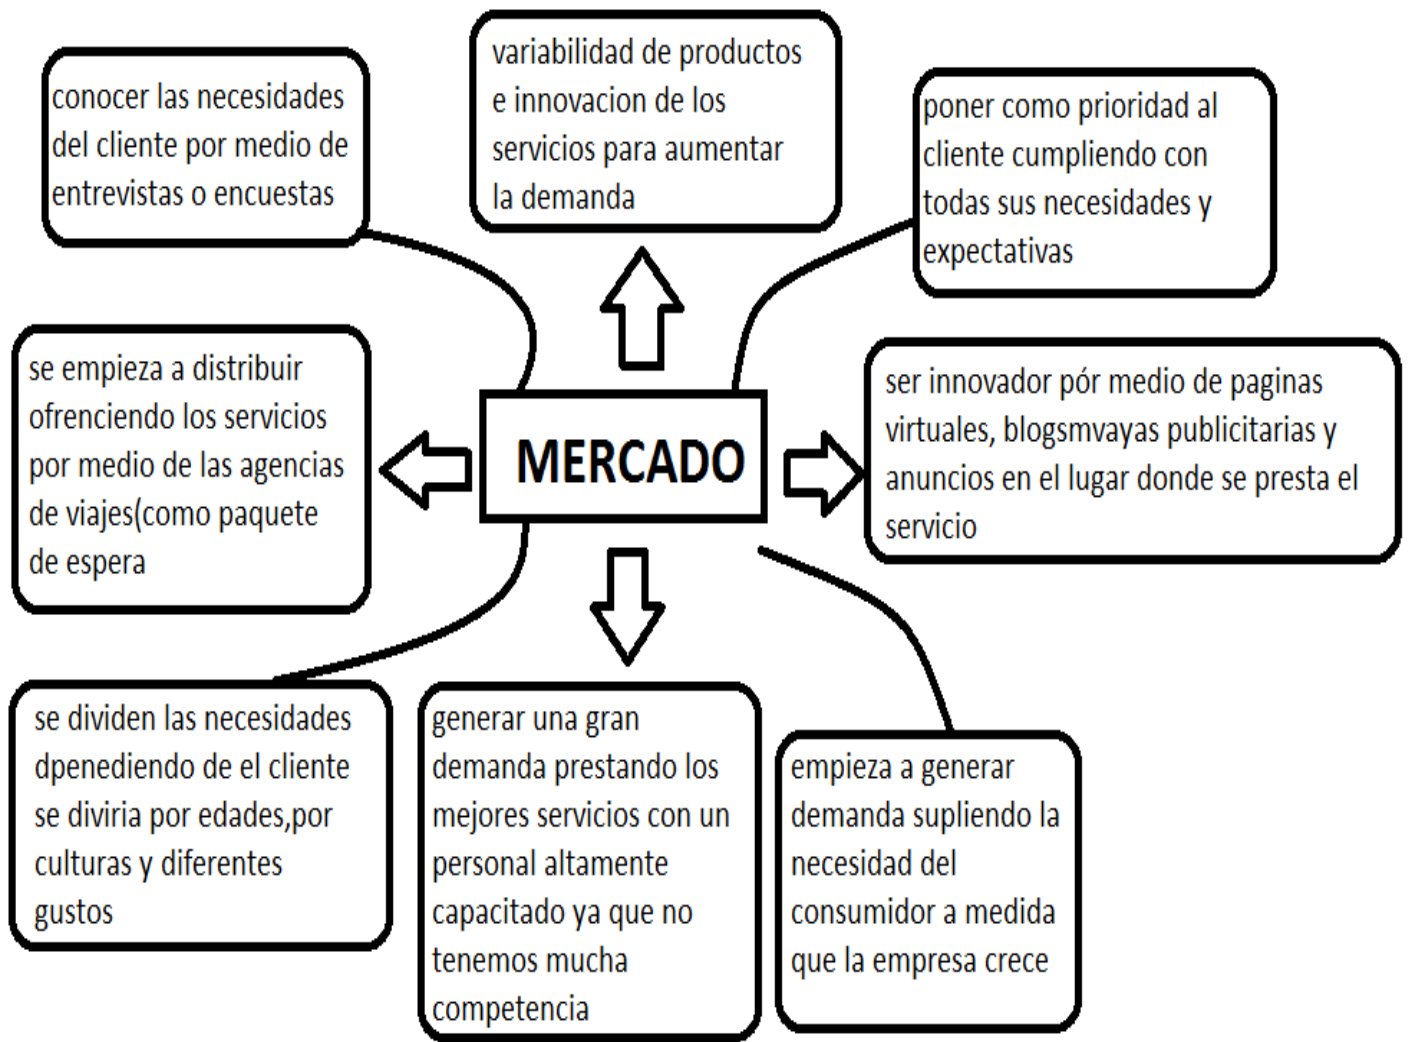 conocer las necesidades
del cliente por medio de
entrevistas o encuestas
variabilidad de productos
e innovacion de los
servicios para aumentar
la demanda
poner como prioridad al
cliente cumpliendo con
todas sus necesidades y
expectativas
se empieza a distribuir
ofrenciendo los servicios
por medio de las agencias
de viajes(como paquete
de espera
MERCADO
ser innovador pór medio de paginas
virtuales, blogsmvayas publicitarias y
anuncios en el lugar donde se presta el
servicio
se dividen las necesidades
dpenediendo de el cliente
se diviria por edades,por
culturas y diferentes
gustos
generar una gran
demanda prestando los
mejores servicios con un
personal altamente
capacitado ya que no
tenemos mucha
competencia
empieza a generar
demanda supliendo la
necesidad del
consumidor a medida
que la empresa crece